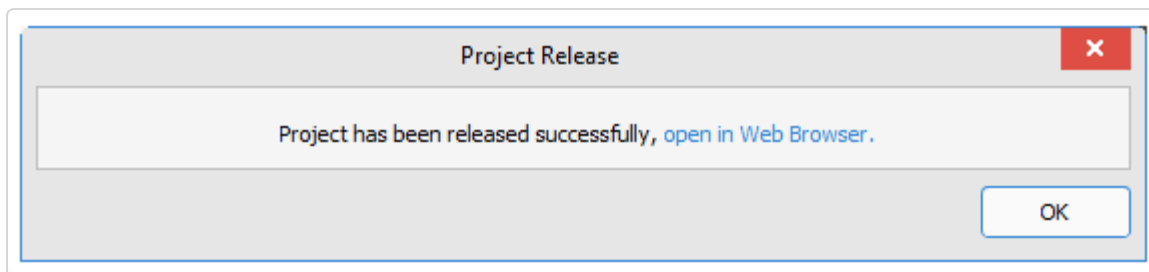 Project Release
Project has been released successfully, open in Web Browser.
OK